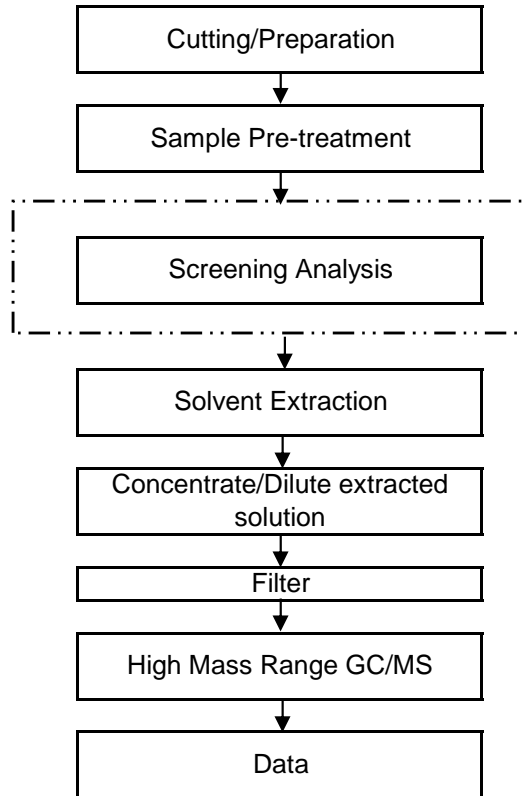 Cutting/Preparation
Sample Pre-treatment
Screening Analysis
Solvent Extraction
Concentrate/Dilute extracted
solution
Filter
High Mass Range GC/MS
Data